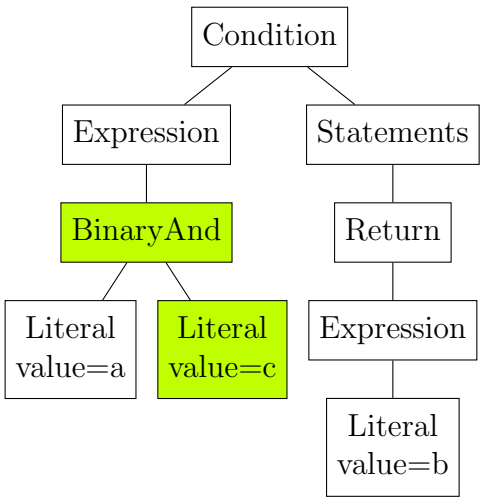 Condition
Expression
Statements
BinaryAnd
Return
Literal
value=a
Literal
value=c
Expression
Literal
value=b